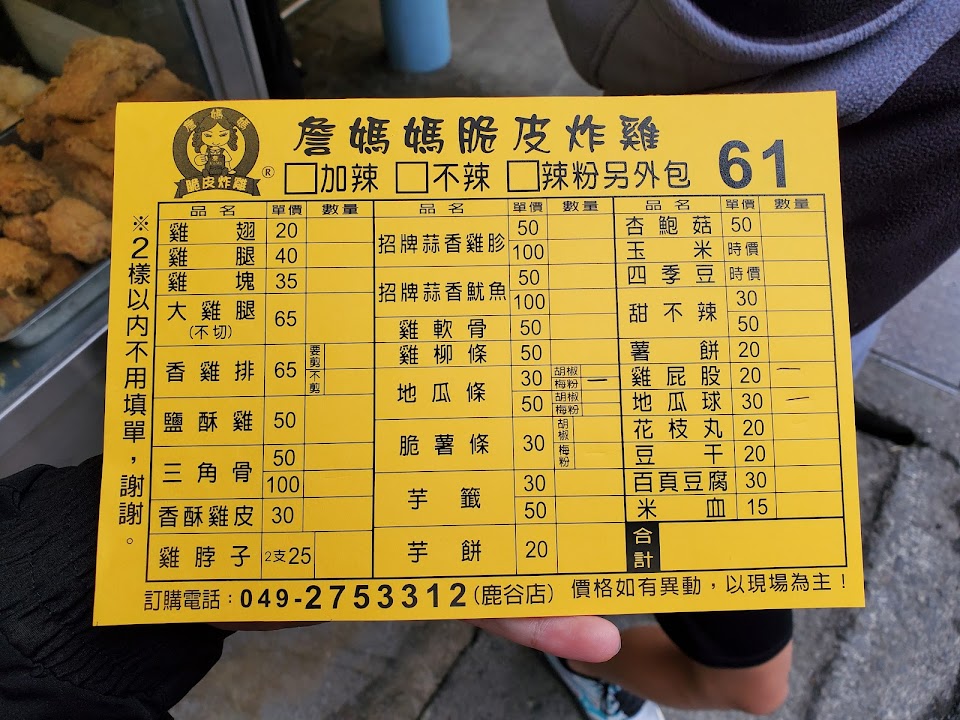 詹媽媽
脆皮炸雞
®
詹媽媽脆皮炸雞
61
□加辣 □不辣 □辣粉另外包
※2樣以內不用填單，謝謝。
品名 單價 數量
雞翅 20
雞腿 40
雞塊 35
大雞腿(不切) 65
香雞排 65 要剪 不剪
鹽酥雞 50
三角骨 50
100
香酥雞皮 30
雞脖子 2支25
品名 單價 數量
招牌蒜香雞胗 50
100
招牌蒜香魷魚 50
100
雞軟骨 50
雞柳條 50
地瓜條 30 胡椒 梅粉 一
50 胡椒 梅粉
脆薯條 30 胡椒 梅粉
芋籤 30
50
芋餅 20
品名 單價 數量
杏鮑菇 50
玉米 時價
四季豆 時價
甜不辣 30
50
薯餅 20
雞屁股 20 一
地瓜球 30 一
花枝丸 20
豆干 20
百頁豆腐 30
米血 15
合計
訂購電話：049-2753312(鹿谷店) 價格如有異動，以現場為主！